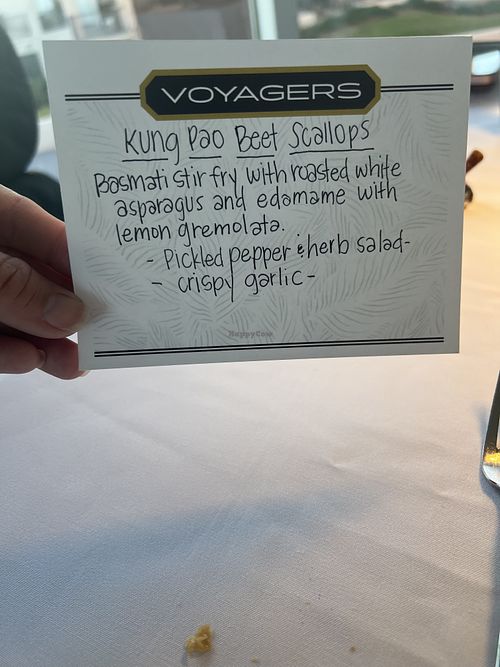 VOYAGERS
Kung Pao Beet Scallops
Basmati stir fry with roasted white
asparagus and edamame with
lemon gremolata.
- Pickled pepper & herb salad-
- crispy garlic-
HappyCow